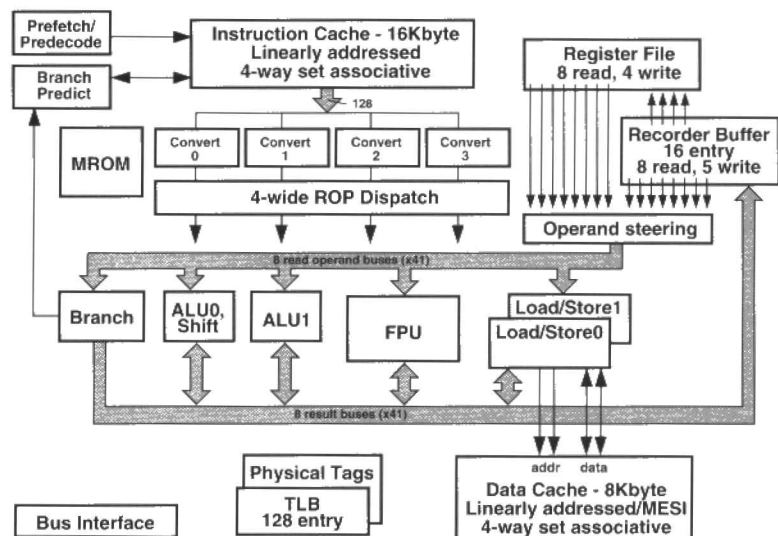 Prefetch/
Predecode
Instruction Cache - 16Kbyte
Linearly addressed
4-way set associative
Register File
8 read, 4 write
Branch
Predict
128
Recorder Buffer
16 entry
8 read, 5 write
MROM
Convert
0
Convert
1
Convert
2
Convert
3
4-wide ROP Dispatch
Operand steering
8 read operand buses (x41)
Branch
ALU0,
Shift
ALU1
FPU
Load/Store1
Load/Store0
8 result buses (x41)
addr
data
Physical Tags
TLB
128 entry
Data Cache - 8Kbyte
Linearly addressed/MESI
4-way set associative
Bus Interface